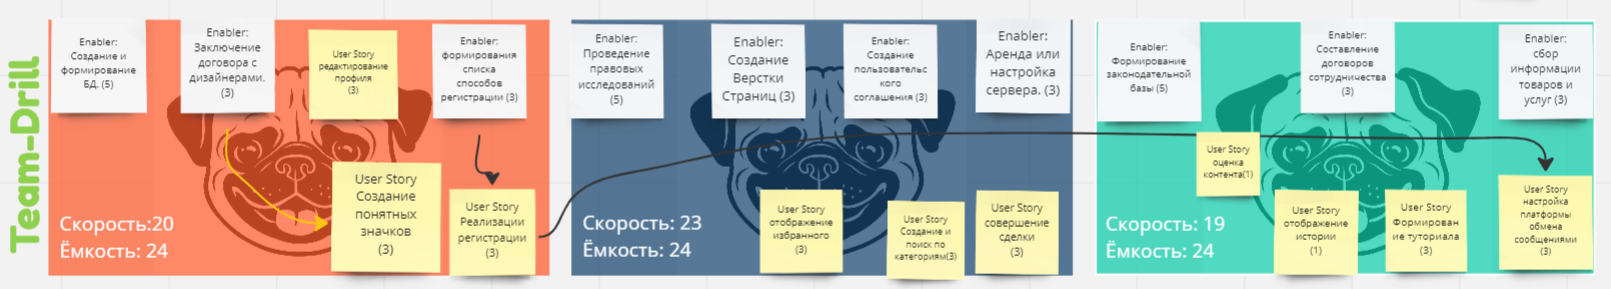 Team-Drill
Enabler:
Создание и
формирование
БД. (5)
Enabler:
Заключение
договора с
дизайнерами.
(3)
User Story
редактирование
профиля
(3)
Enabler:
формирования
списка
способов
регистрации (3)
User Story
Создание
понятных
значков
(3)
User Story
Реализации
регистрации
(3)
Скорость:20
Ёмкость: 24
Enabler:
Проведение
правовых
исследований
(5)
Enabler:
Создание
Верстки
Страниц (3)
Enabler:
Создание
пользовательс
кого
соглашения (3)
Enabler:
Аренда или
настройка
сервера. (3)
User Story
отображение
избранного
(3)
User Story
Создание и
поиск по
категориям(3)
User Story
совершение
сделки
(3)
Скорость: 23
Ёмкость: 24
Enabler:
Формирование
законодательной
базы (5)
Enabler:
Составление
договоров
сотрудничества
(3)
Enabler:
сбор
информации
товаров и
услуг (3)
User Story
оценка
контента(1)
User Story
отображение
истории
(1)
User Story
Формирован
ие туториала
(3)
User Story
настройка
платформы
обмена
сообщениями
(3)
Скорость: 19
Ёмкость: 24